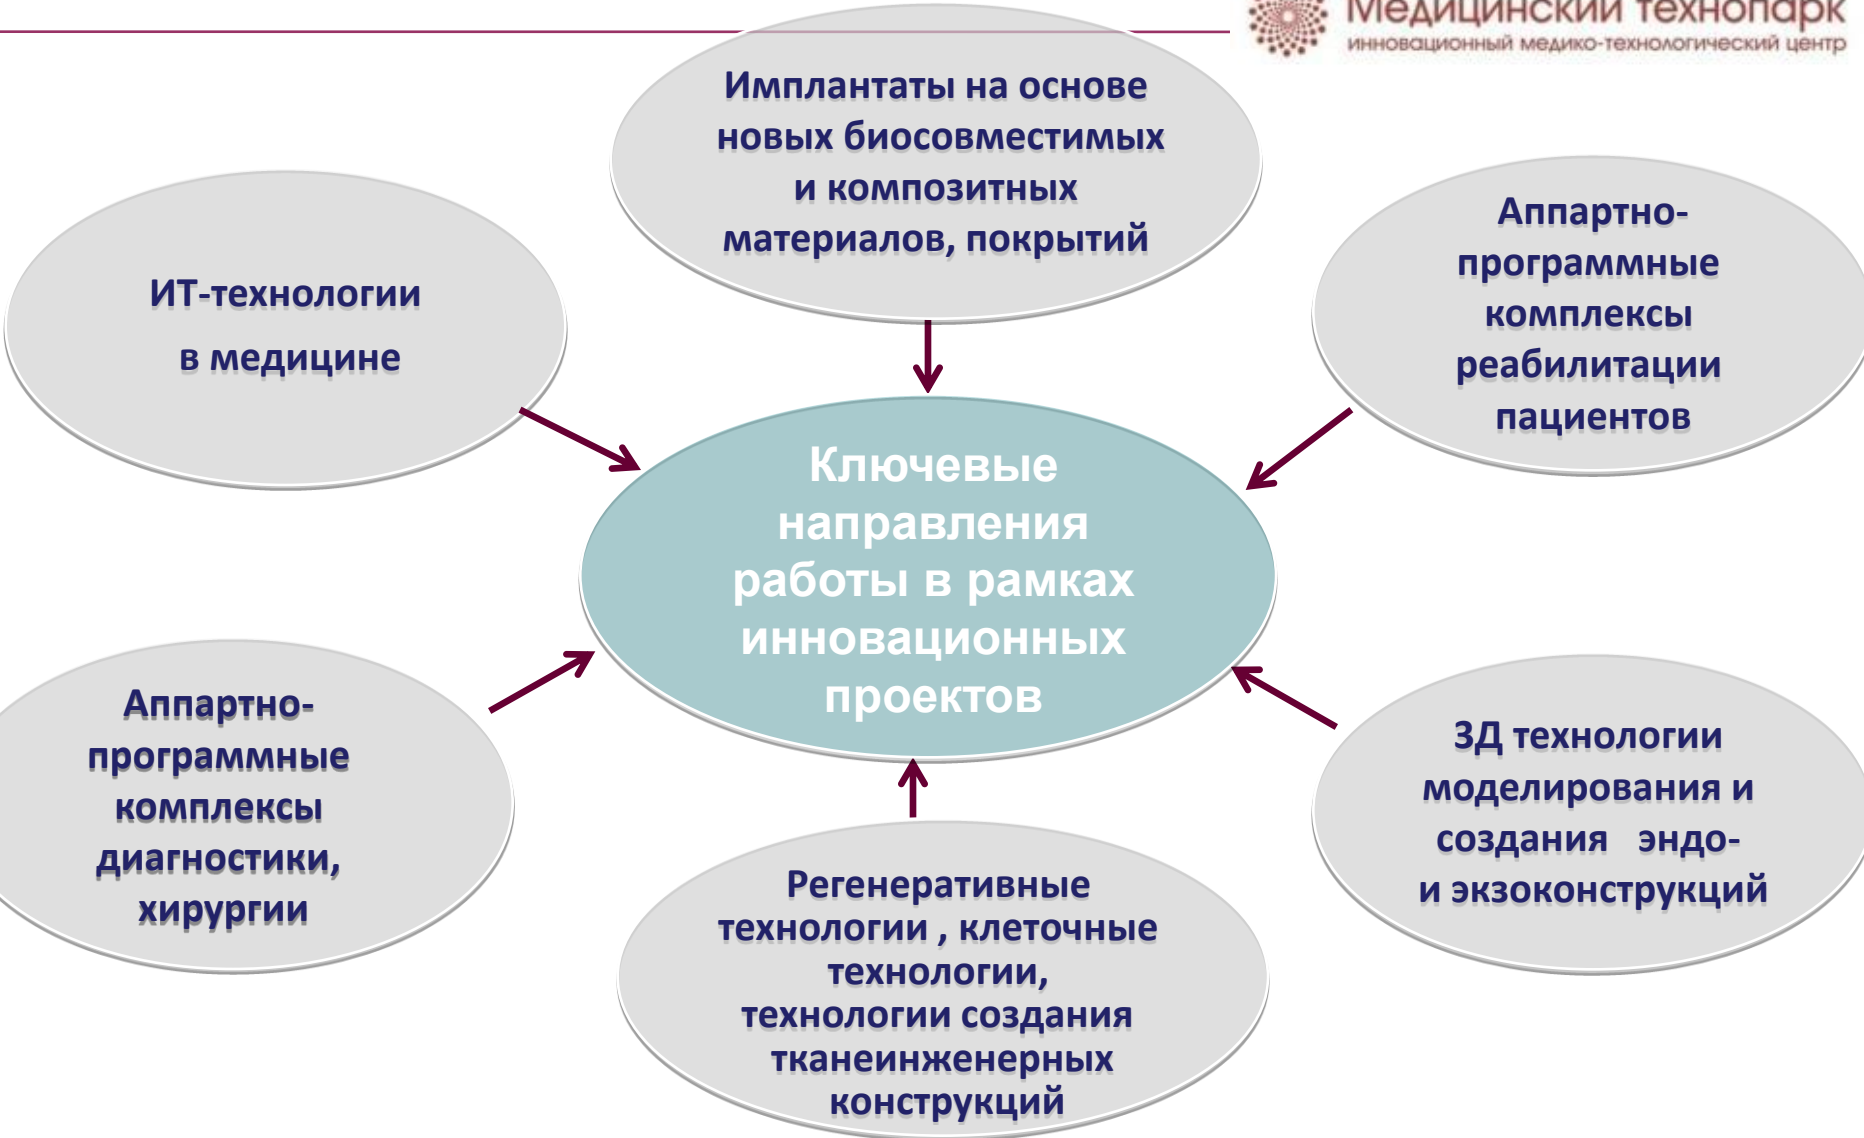 Медицинский технопарк
инновационный медико-технологический центр
Имплантаты на основе
новых биосовместимых
и композитных
материалов, покрытий
ИТ-технологии
в медицине
Аппартно-
программные
комплексы
реабилитации
пациентов
Ключевые
направления
работы в рамках
инновационных
проектов
Аппартно-
программные
комплексы
диагностики,
хирургии
3Д технологии
моделирования и
создания   эндо-
и экзоконструкций
Регенеративные
технологии , клеточные
технологии,
технологии создания
тканеинженерных
конструкций